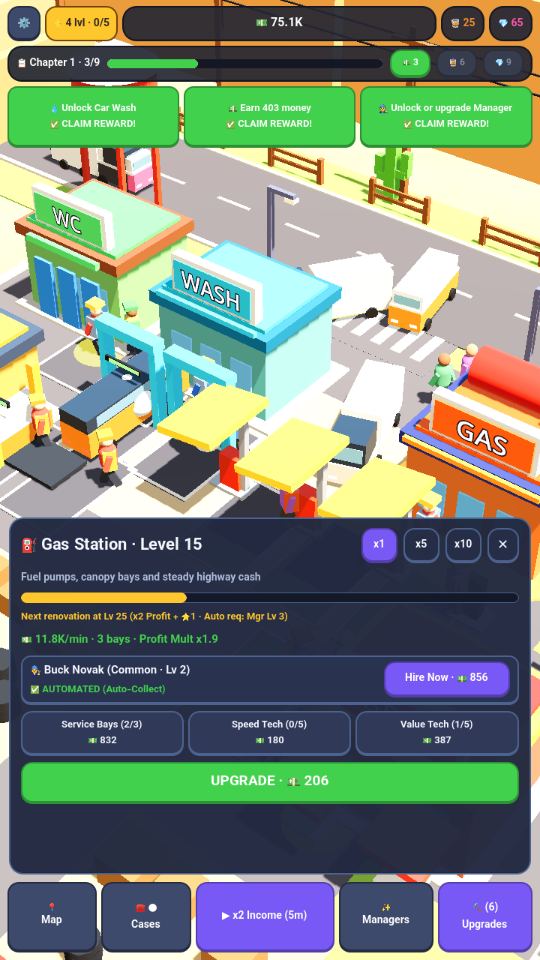 4 lvl · 0/5
75.1K
25
65
Chapter 1 · 3/9
3
6
9
Unlock Car Wash
CLAIM REWARD!
Earn 403 money
CLAIM REWARD!
Unlock or upgrade Manager
CLAIM REWARD!
WC
WASH
GAS
Gas Station · Level 15
x1
x5
x10
✕
Fuel pumps, canopy bays and steady highway cash
Next renovation at Lv 25 (x2 Profit + ⭐1 · Auto req: Mgr Lv 3)
11.8K/min · 3 bays · Profit Mult x1.9
Buck Novak (Common · Lv 2)
AUTOMATED (Auto-Collect)
Hire Now · 856
Service Bays (2/3)
832
Speed Tech (0/5)
180
Value Tech (1/5)
387
UPGRADE · 206
Map
Cases
▶ x2 Income (5m)
Managers
(6)
Upgrades